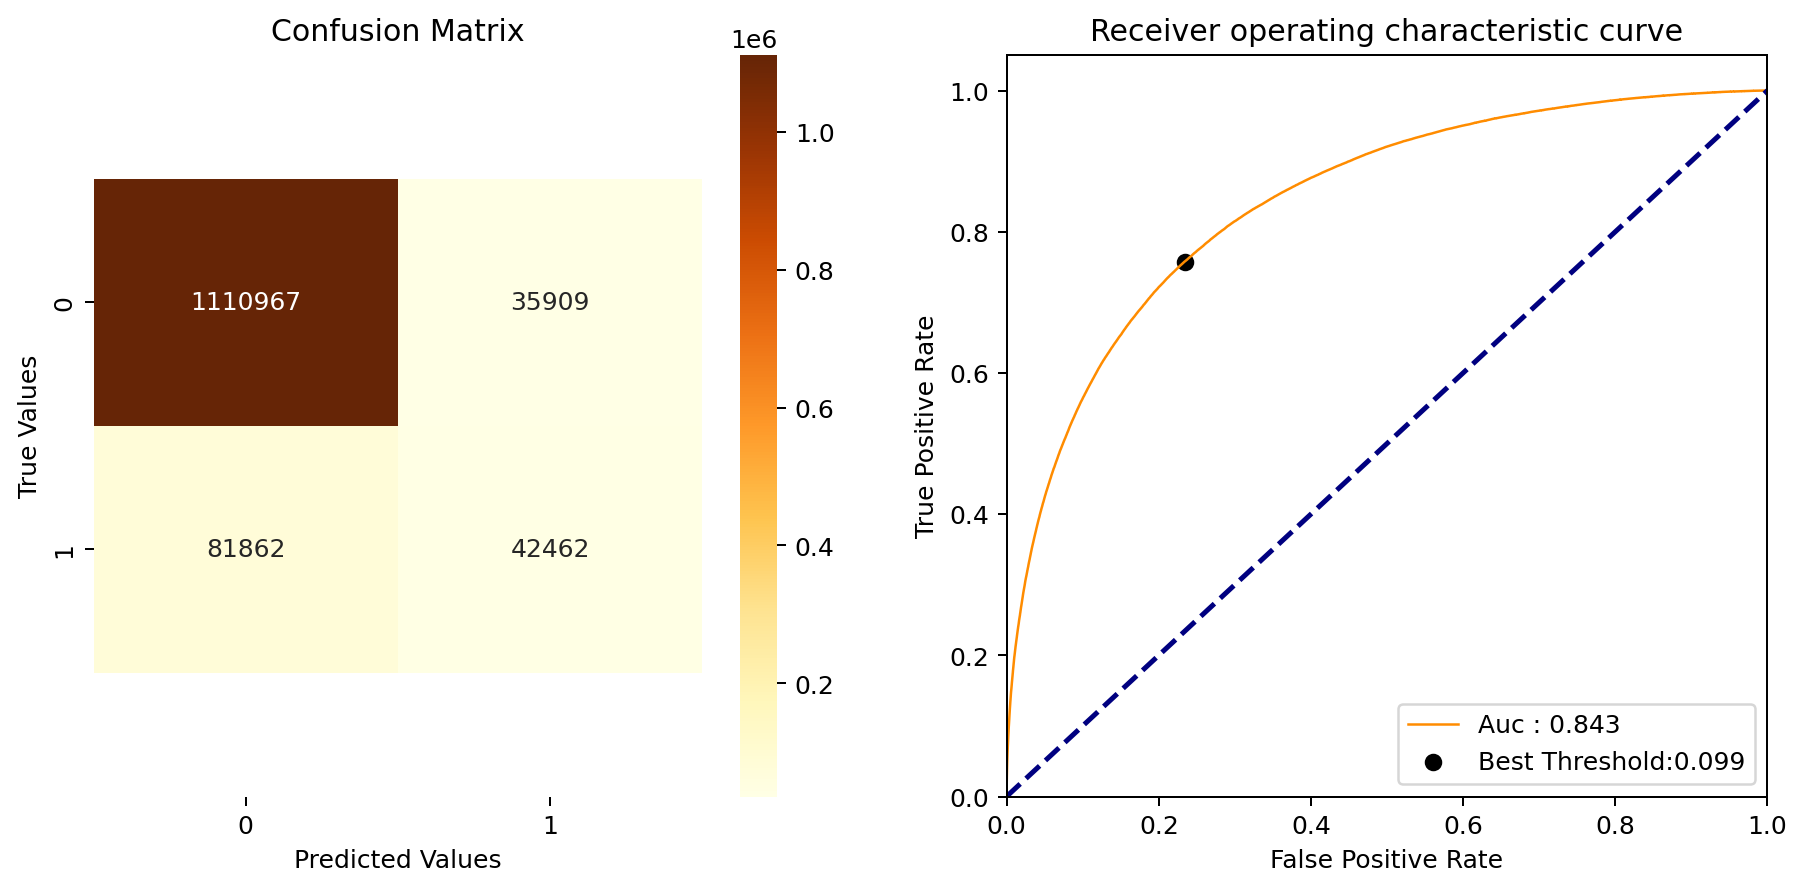 Confusion Matrix
1e6
1.0
0.8
0.6
0.4
0.2
0
1
True Values
1110967
35909
81862
42462
0
1
Predicted Values
Receiver operating characteristic curve
1.0
0.8
0.6
0.4
0.2
0.0
True Positive Rate
Auc : 0.843
Best Threshold:0.099
0.0
0.2
0.4
0.6
0.8
1.0
False Positive Rate